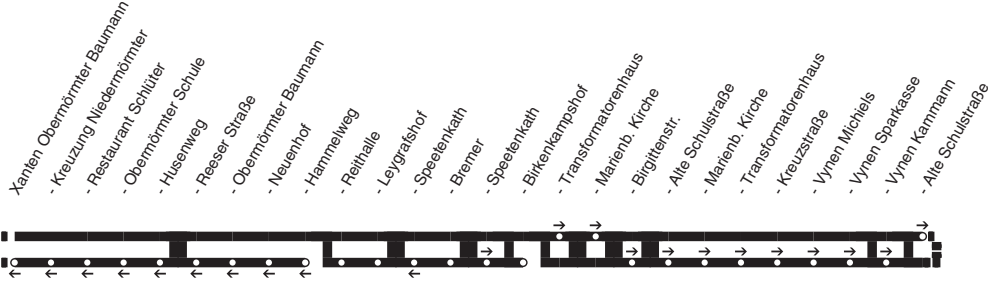 Xanten Obermörmter Baumann
- Kreuzung Niedermörmter
- Restaurant Schlüter
- Obermörmter Schule
- Husenweg
- Reeser Straße
- Obermörmter Baumann
- Neuenhof
- Hammelweg
- Reithalle
- Leygrafshof
- Speetenkath
- Bremer
- Speetenkath
- Birkenkampshof
- Transformatorenhaus
- Marienb. Kirche
- Birgittenstr.
- Alte Schulstraße
- Marienb. Kirche
- Transformatorenhaus
- Kreuzstraße
- Vynen Michiels
- Vynen Sparkasse
- Vynen Kammann
- Alte Schulstraße